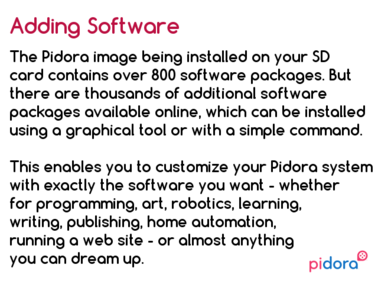 Adding Software
The Pidora image being installed on your SD
card contains over 800 software packages. But
there are thousands of additional software
packages available online, which can be installed
using a graphical tool or with a simple command.
This enables you to customize your Pidora system
with exactly the software you want - whether
for programming, art, robotics, learning,
writing, publishing, home automation,
running a web site - or almost anything
you can dream up.
pidora